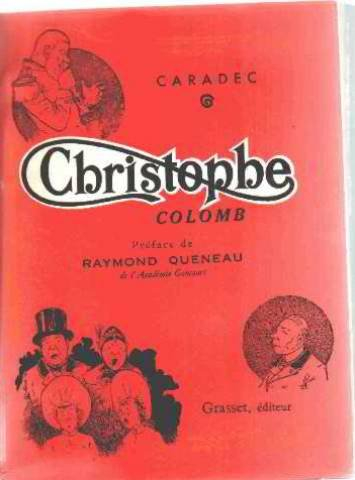 CARADEC
Christophe
COLOMB
Préface de
RAYMOND QUENEAU
de l'Académie Goncourt
Grasset, éditeur